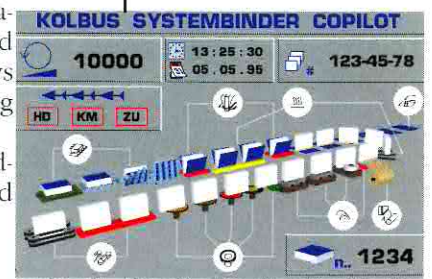 KOLBUS SYSTEMBINDER COPILOT
10000
13:25:30
05.05.95
# 123-45-78
HD KM ZU
n.. 1234